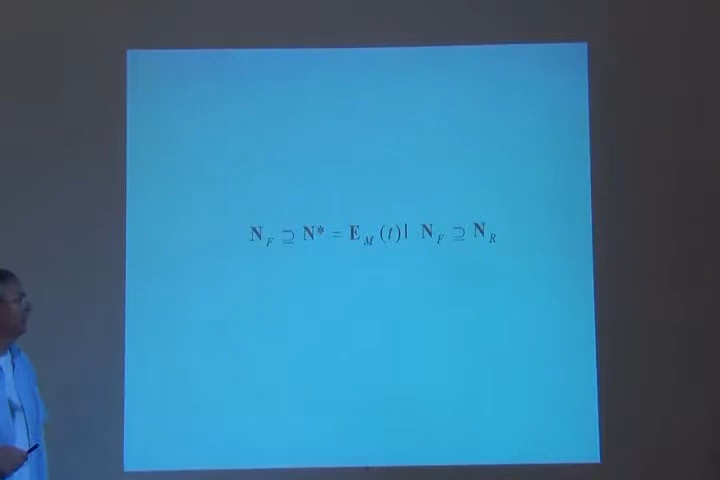 N_F ⊇ N* = E_M (t) | N_F ⊇ N_R